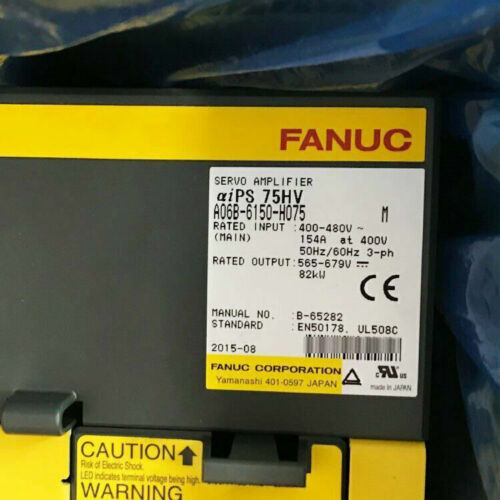 FANUC
SERVO AMPLIFIER
αiPS 75HV
A06B-6150-H075 M
RATED INPUT :400-480V~
(MAIN) 154A at 400V
50Hz/60Hz 3-ph
RATED OUTPUT:565-679V⎓
82kW
CE
MANUAL NO. :B-65282
STANDARD :EN50178, UL508C
2015-08
FANUC CORPORATION
Yamanashi 401-0597 JAPAN
c RU US
made in JAPAN
CAUTION
Risk of Electric Shock.
LED indicates terminal voltage being high.
WARNING